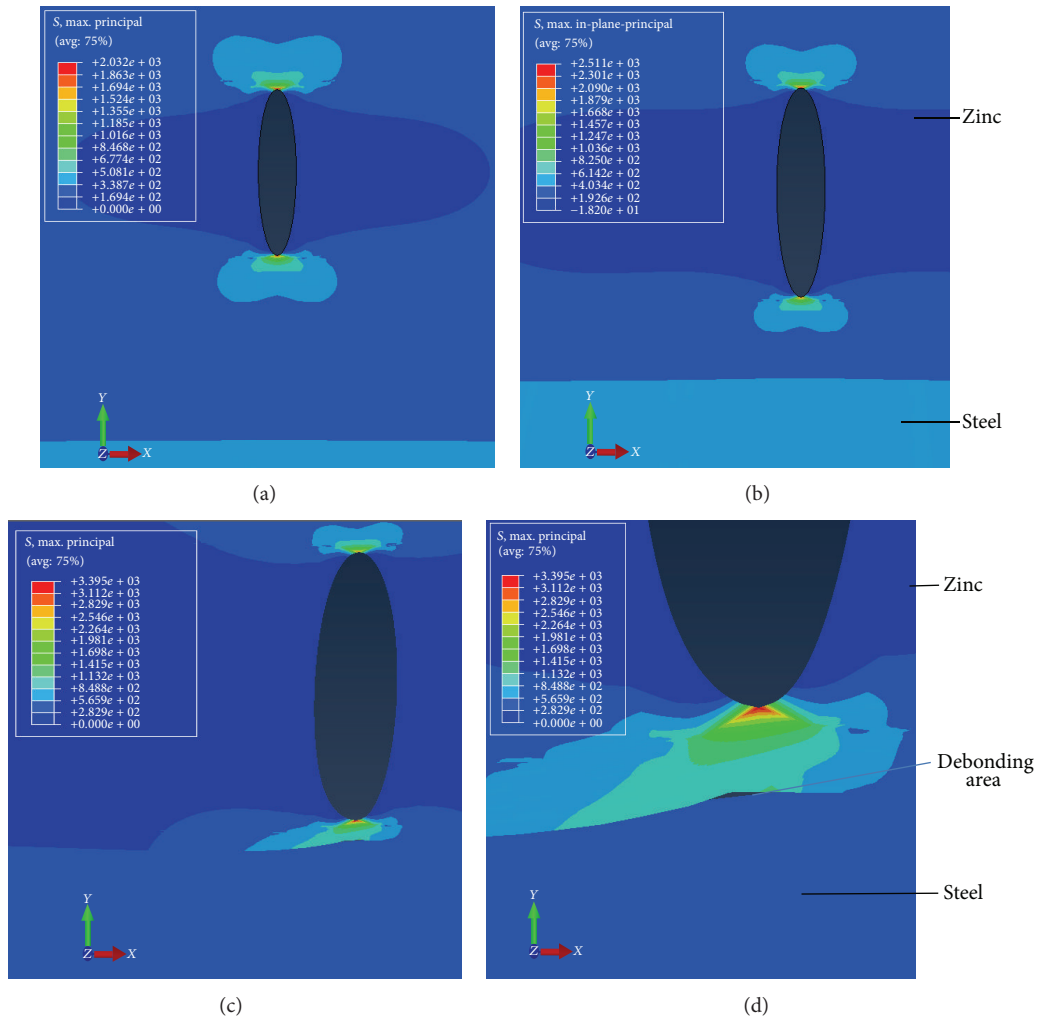 S, max. principal
(avg: 75%)
+2.032e + 03
+1.863e + 03
+1.694e + 03
+1.524e + 03
+1.355e + 03
+1.185e + 03
+1.016e + 03
+8.468e + 02
+6.774e + 02
+5.081e + 02
+3.387e + 02
+1.694e + 02
+0.000e + 00
Y
Z
X
(a)
S, max. in-plane-principal
(avg: 75%)
+2.511e + 03
+2.301e + 03
+2.090e + 03
+1.879e + 03
+1.668e + 03
+1.457e + 03
+1.247e + 03
+1.036e + 03
+8.250e + 02
+6.142e + 02
+4.034e + 02
+1.926e + 02
−1.820e + 01
Zinc
Steel
Y
Z
X
(b)
S, max. principal
(avg: 75%)
+3.395e + 03
+3.112e + 03
+2.829e + 03
+2.546e + 03
+2.264e + 03
+1.981e + 03
+1.698e + 03
+1.415e + 03
+1.132e + 03
+8.488e + 02
+5.659e + 02
+2.829e + 02
+0.000e + 00
Y
Z
X
(c)
S, max. principal
(avg: 75%)
+3.395e + 03
+3.112e + 03
+2.829e + 03
+2.546e + 03
+2.264e + 03
+1.981e + 03
+1.698e + 03
+1.415e + 03
+1.132e + 03
+8.488e + 02
+5.659e + 02
+2.829e + 02
+0.000e + 00
Zinc
Debonding
area
Steel
Y
Z
X
(d)